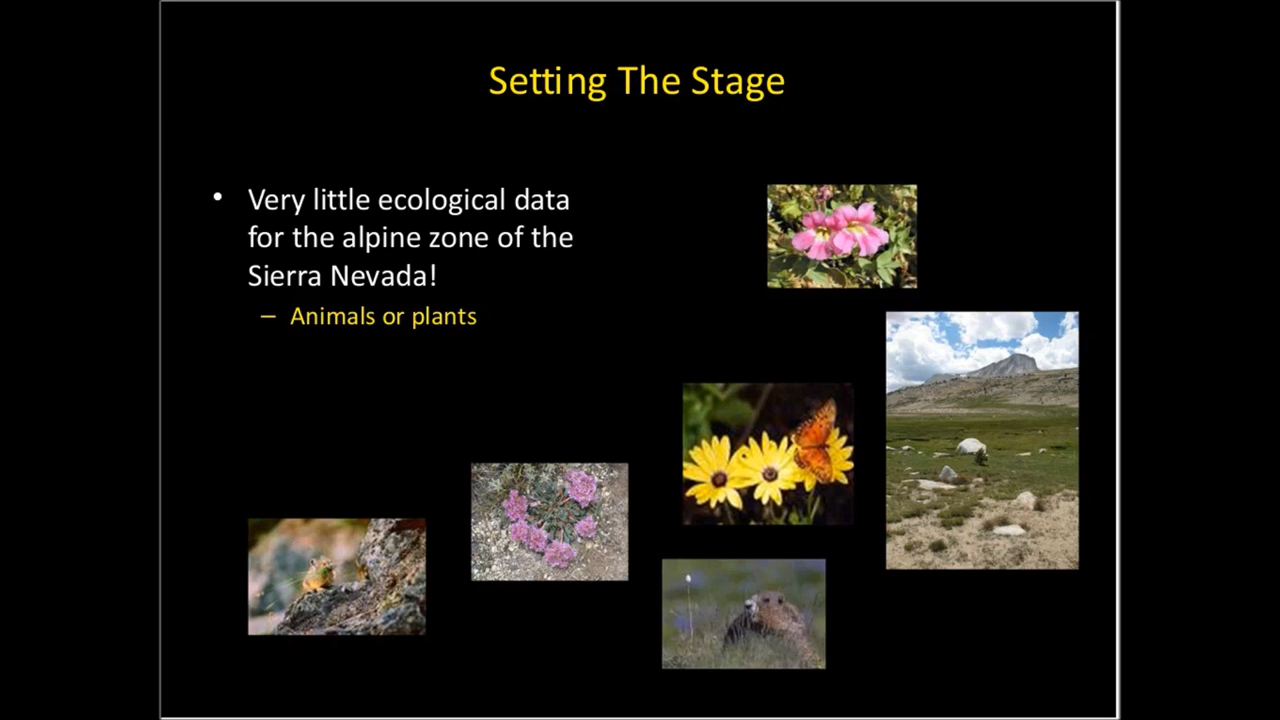 Setting The Stage
• Very little ecological data
for the alpine zone of the
Sierra Nevada!
– Animals or plants